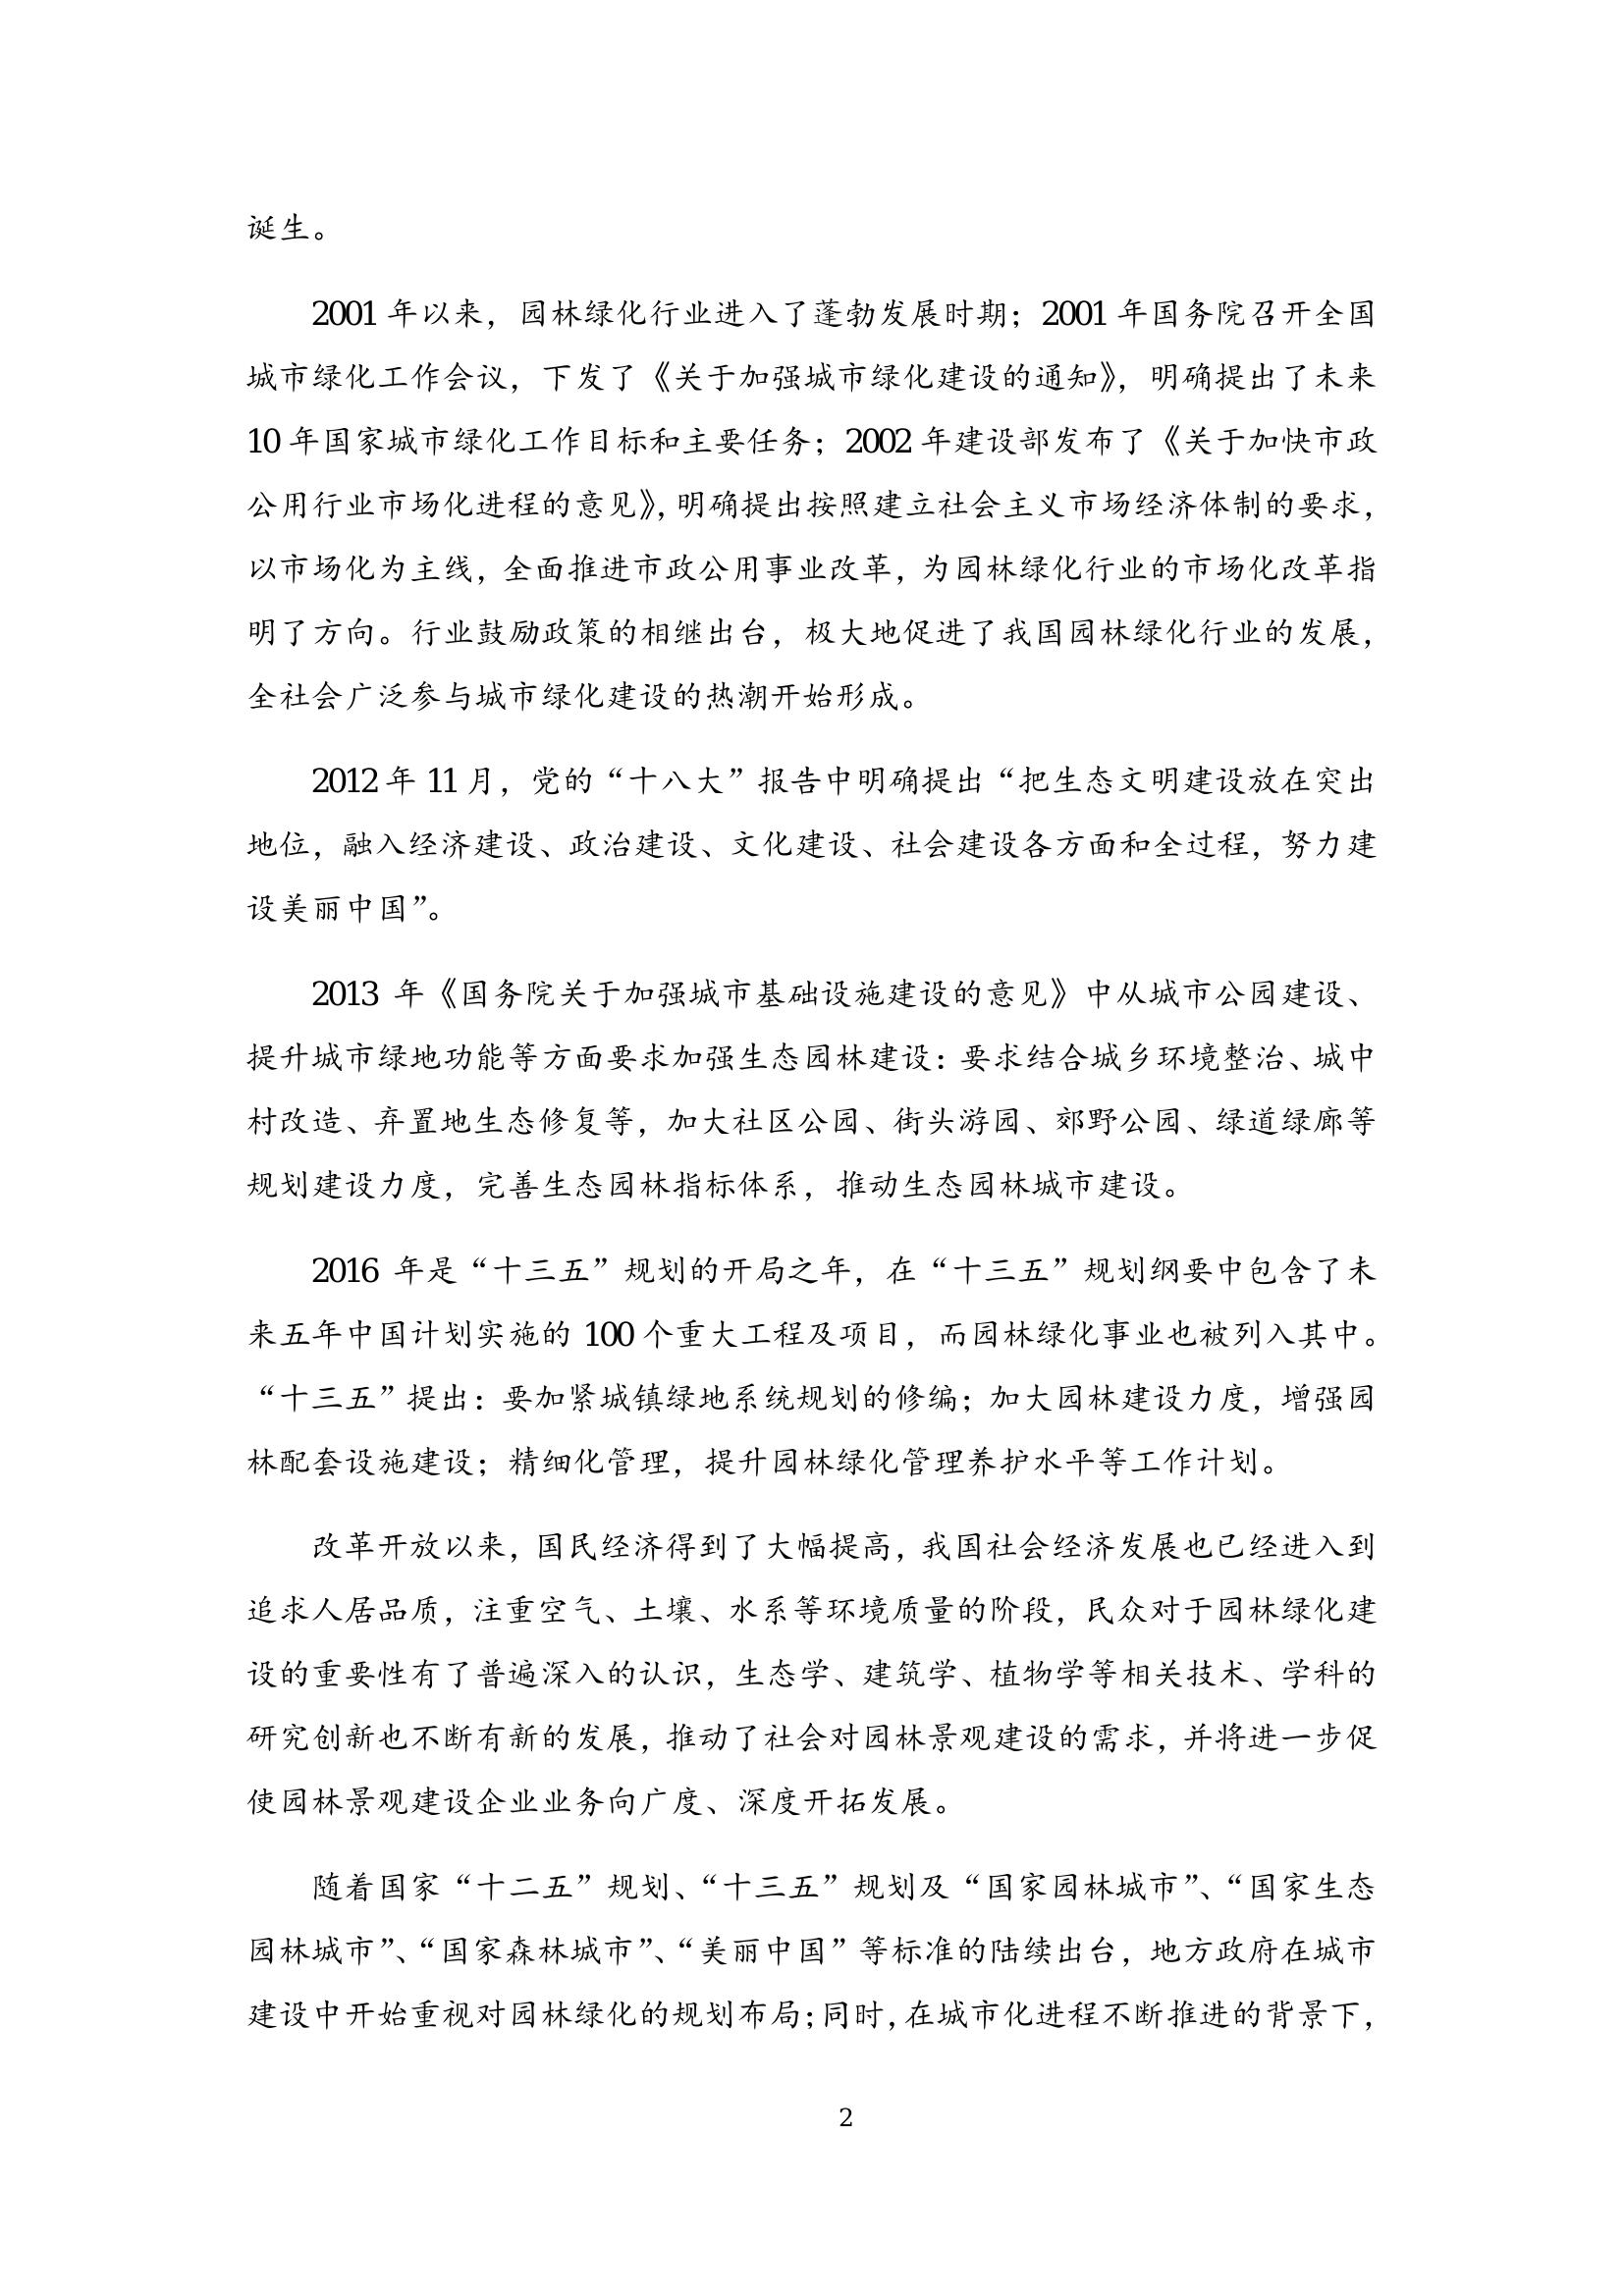 诞生。
2001 年以来，园林绿化行业进入了蓬勃发展时期；2001 年国务院召开全国
城市绿化工作会议，下发了《关于加强城市绿化建设的通知》，明确提出了未来
10 年国家城市绿化工作目标和主要任务；2002 年建设部发布了《关于加快市政
公用行业市场化进程的意见》，明确提出按照建立社会主义市场经济体制的要求，
以市场化为主线，全面推进市政公用事业改革，为园林绿化行业的市场化改革指
明了方向。行业鼓励政策的相继出台，极大地促进了我国园林绿化行业的发展，
全社会广泛参与城市绿化建设的热潮开始形成。
2012 年 11 月，党的“十八大”报告中明确提出“把生态文明建设放在突出
地位，融入经济建设、政治建设、文化建设、社会建设各方面和全过程，努力建
设美丽中国”。
2013 年《国务院关于加强城市基础设施建设的意见》中从城市公园建设、
提升城市绿地功能等方面要求加强生态园林建设：要求结合城乡环境整治、城中
村改造、弃置地生态修复等，加大社区公园、街头游园、郊野公园、绿道绿廊等
规划建设力度，完善生态园林指标体系，推动生态园林城市建设。
2016 年是“十三五”规划的开局之年，在“十三五”规划纲要中包含了未
来五年中国计划实施的 100 个重大工程及项目，而园林绿化事业也被列入其中。
“十三五”提出：要加紧城镇绿地系统规划的修编；加大园林建设力度，增强园
林配套设施建设；精细化管理，提升园林绿化管理养护水平等工作计划。
改革开放以来，国民经济得到了大幅提高，我国社会经济发展也已经进入到
追求人居品质，注重空气、土壤、水系等环境质量的阶段，民众对于园林绿化建
设的重要性有了普遍深入的认识，生态学、建筑学、植物学等相关技术、学科的
研究创新也不断有新的发展，推动了社会对园林景观建设的需求，并将进一步促
使园林景观建设企业业务向广度、深度开拓发展。
随着国家“十二五”规划、“十三五”规划及“国家园林城市”、“国家生态
园林城市”、“国家森林城市”、“美丽中国”等标准的陆续出台，地方政府在城市
建设中开始重视对园林绿化的规划布局；同时，在城市化进程不断推进的背景下，
2